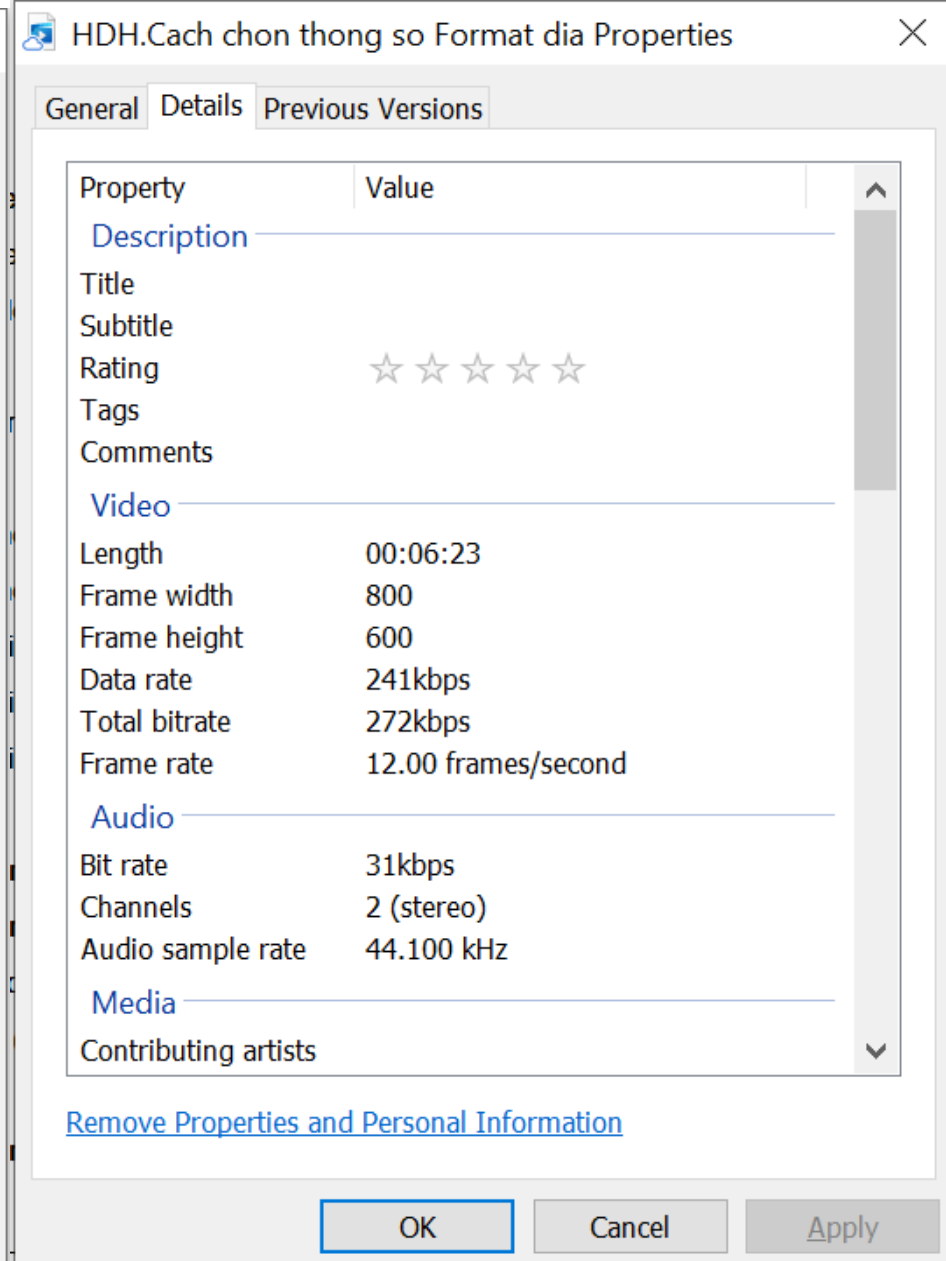 HDH.Cach chon thong so Format dia Properties
General Details Previous Versions
Property Value
Description
Title
Subtitle
Rating
Tags
Comments
Video
Length 00:06:23
Frame width 800
Frame height 600
Data rate 241kbps
Total bitrate 272kbps
Frame rate 12.00 frames/second
Audio
Bit rate 31kbps
Channels 2 (stereo)
Audio sample rate 44.100 kHz
Media
Contributing artists
Remove Properties and Personal Information
OK Cancel Apply